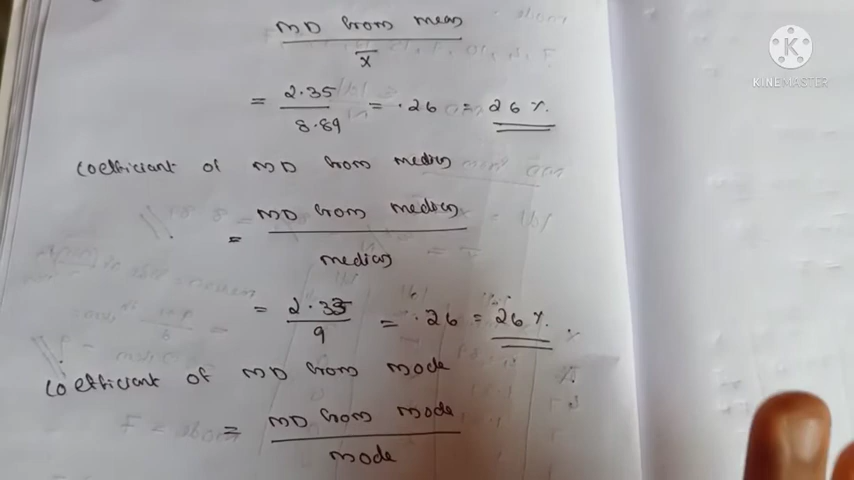 MD from mean
x̄
= 2.35 / 8.89 = .26 = 26 %.
coefficient of MD from median
= MD from median
median
= 2.33 / 9 = .26 = 26 %.
coefficient of MD from mode
= MD from mode
mode
K
KINEMASTER